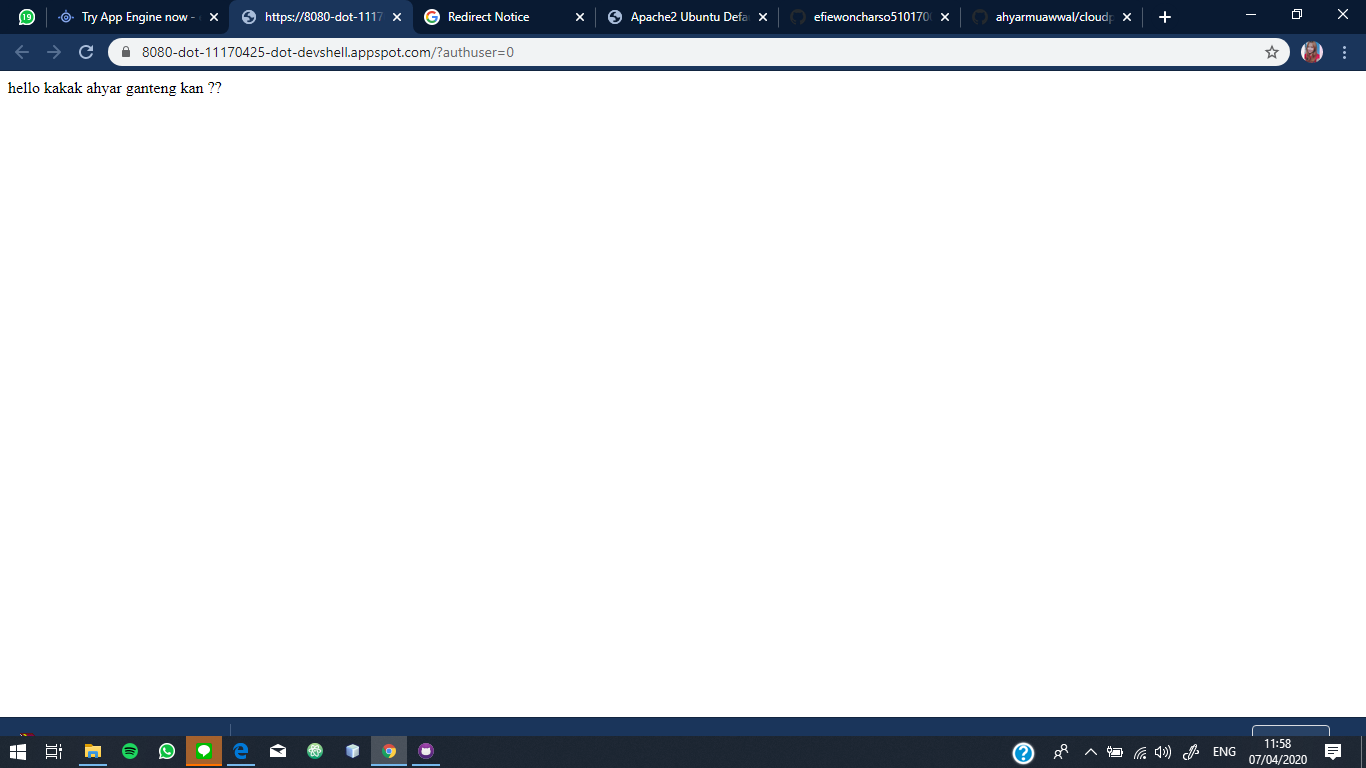 19
Try App Engine now -
https://8080-dot-1117
Redirect Notice
Apache2 Ubuntu Defa
efiewoncharso5101700
ahyarmuawwal/cloudp
8080-dot-11170425-dot-devshell.appspot.com/?authuser=0
hello kakak ahyar ganteng kan ??
ENG
11:58
07/04/2020